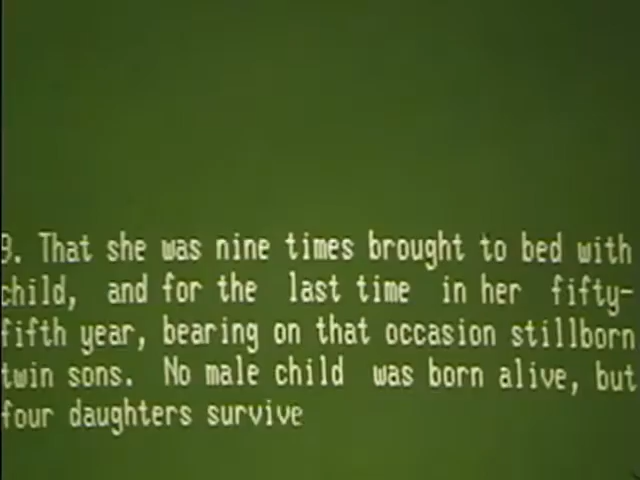 9. That she was nine times brought to bed with
child, and for the last time in her fifty-
fifth year, bearing on that occasion stillborn
twin sons. No male child was born alive, but
four daughters survive